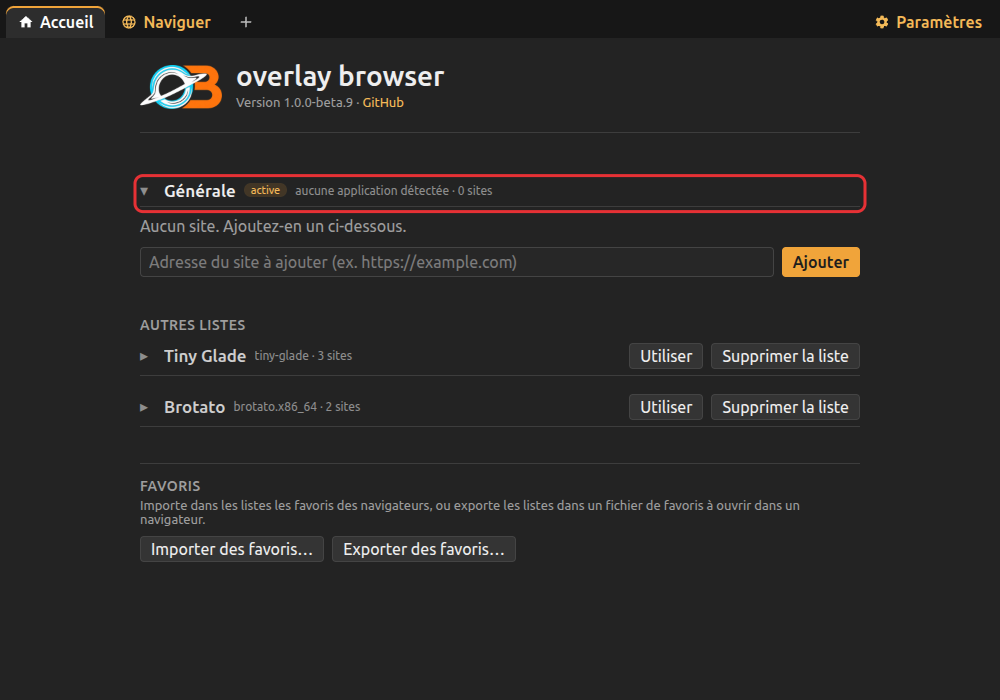 Accueil Naviguer + Paramètres
overlay browser
Version 1.0.0-beta.9 · GitHub
Générale active aucune application détectée · 0 sites
Aucun site. Ajoutez-en un ci-dessous.
Adresse du site à ajouter (ex. https://example.com) Ajouter
AUTRES LISTES
Tiny Glade tiny-glade · 3 sites Utiliser Supprimer la liste
Brotato brotato.x86_64 · 2 sites Utiliser Supprimer la liste
FAVORIS
Importe dans les listes les favoris des navigateurs, ou exporte les listes dans un fichier de favoris à ouvrir dans un
navigateur.
Importer des favoris… Exporter des favoris…